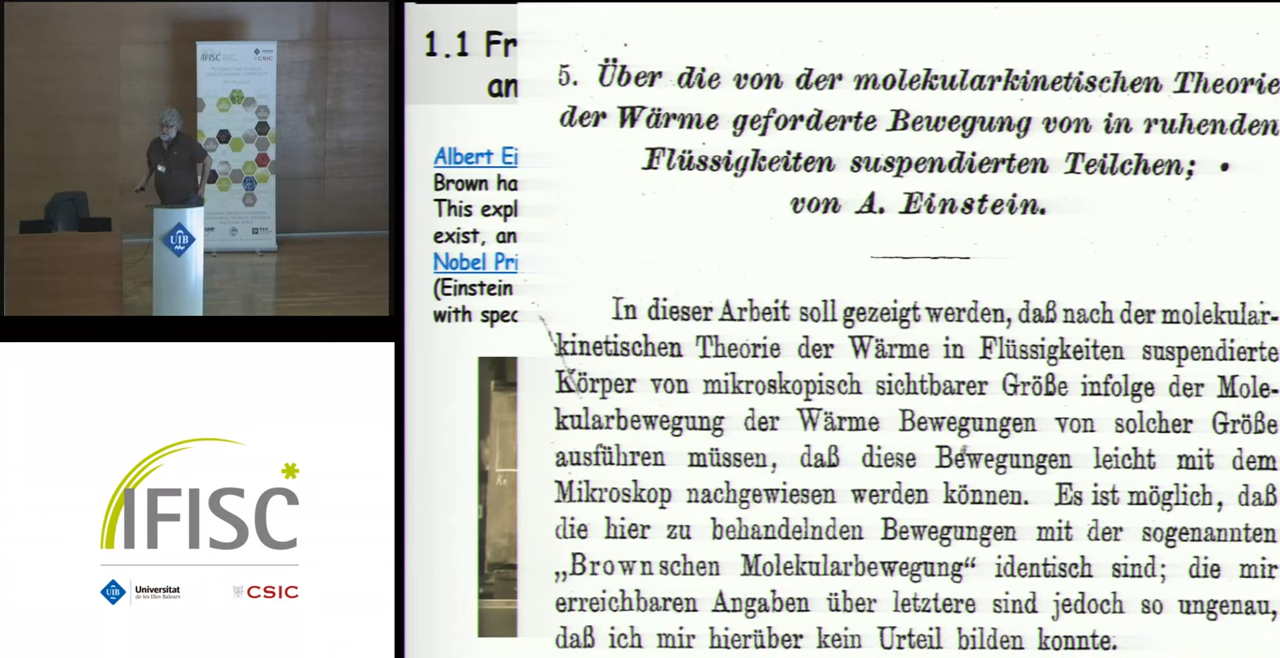 IFISC
CSIC
UIB
IFISC
UIB
Universitat
de les Illes Balears
CSIC
1.1 Fr
an
Albert Ei
Brown ha
This expl
exist, an
Nobel Pri
(Einstein
with spec
5. Über die von der molekularkinetischen Theorie
der Wärme geforderte Bewegung von in ruhenden
Flüssigkeiten suspendierten Teilchen;
von A. Einstein.
In dieser Arbeit soll gezeigt werden, daß nach der molekular-
kinetischen Theorie der Wärme in Flüssigkeiten suspendierte
Körper von mikroskopisch sichtbarer Größe infolge der Mole-
kularbewegung der Wärme Bewegungen von solcher Größe
ausführen müssen, daß diese Bewegungen leicht mit dem
Mikroskop nachgewiesen werden können. Es ist möglich, daß
die hier zu behandelnden Bewegungen mit der sogenannten
„Brownschen Molekularbewegung“ identisch sind; die mir
erreichbaren Angaben über letztere sind jedoch so ungenau,
daß ich mir hierüber kein Urteil bilden konnte.